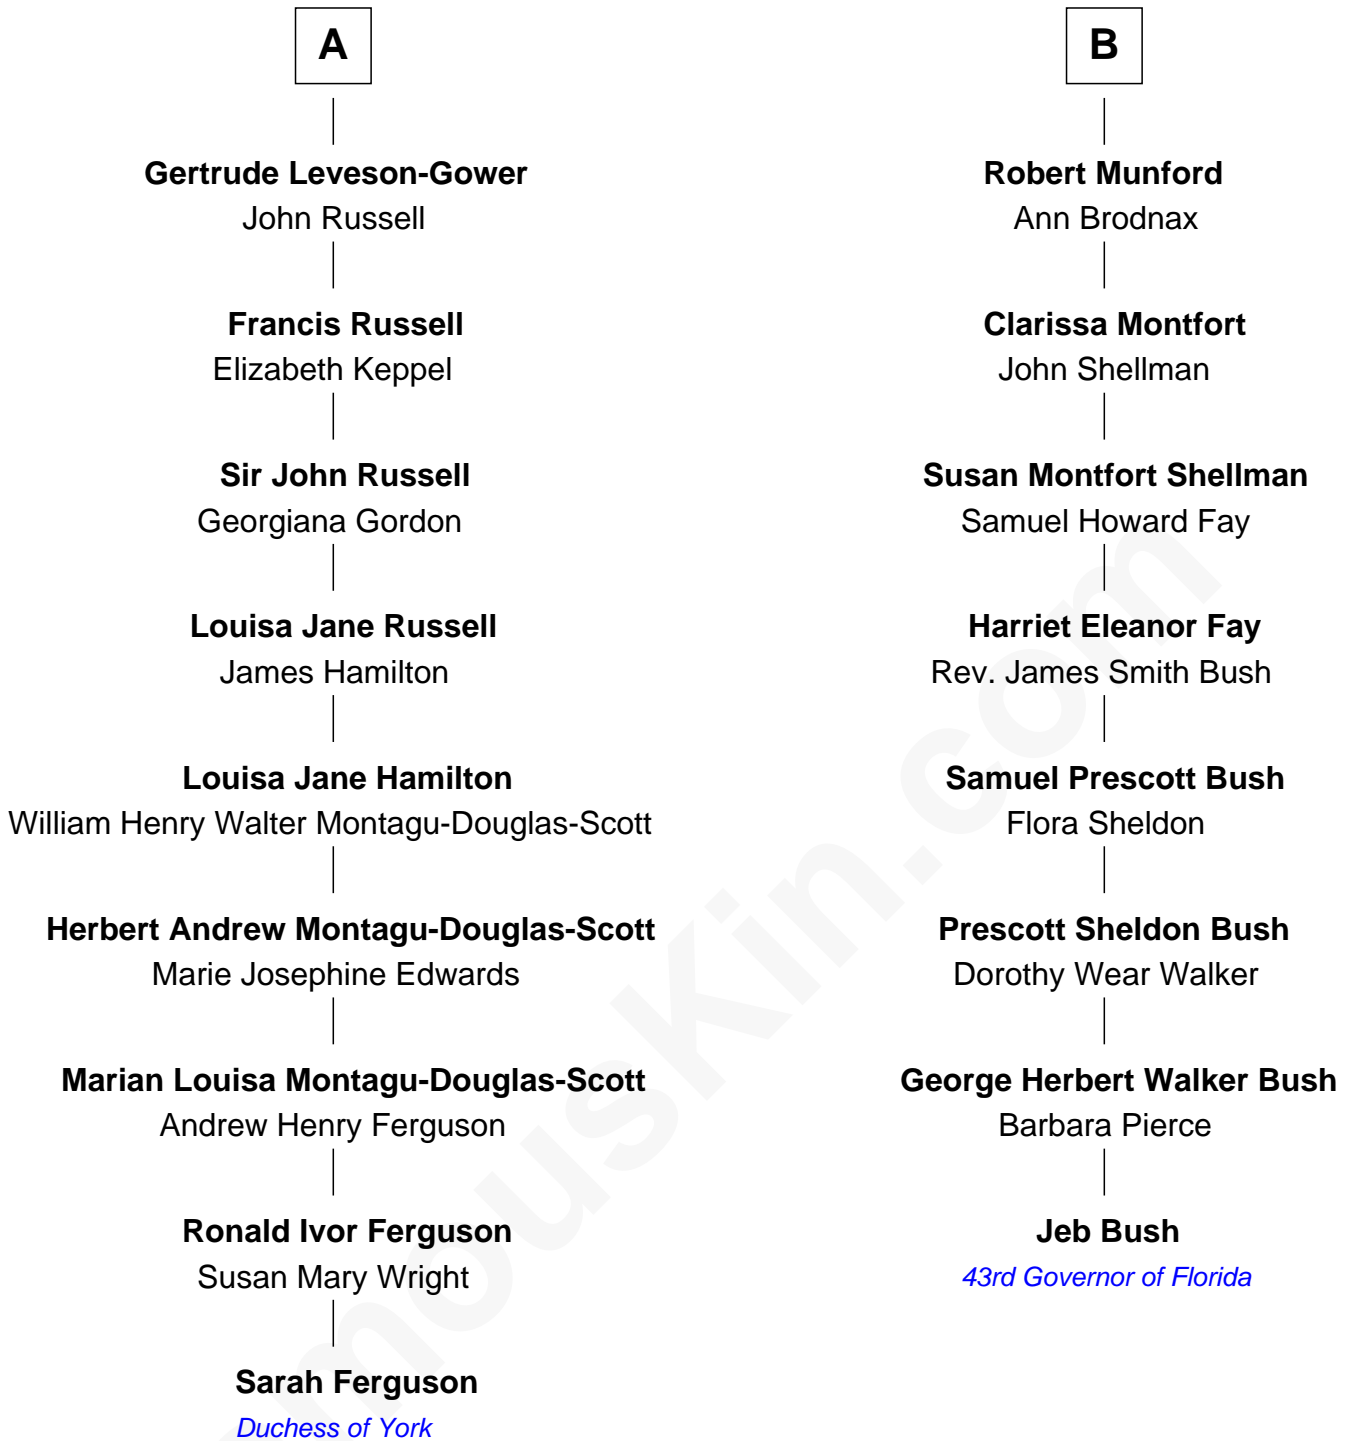 A
Gertrude Leveson-Gower
John Russell
Francis Russell
Elizabeth Keppel
Sir John Russell
Georgiana Gordon
Louisa Jane Russell
James Hamilton
Louisa Jane Hamilton
William Henry Walter Montagu-Douglas-Scott
Herbert Andrew Montagu-Douglas-Scott
Marie Josephine Edwards
Marian Louisa Montagu-Douglas-Scott
Andrew Henry Ferguson
Ronald Ivor Ferguson
Susan Mary Wright
Sarah Ferguson
Duchess of York
B
Robert Munford
Ann Brodnax
Clarissa Montfort
John Shellman
Susan Montfort Shellman
Samuel Howard Fay
Harriet Eleanor Fay
Rev. James Smith Bush
Samuel Prescott Bush
Flora Sheldon
Prescott Sheldon Bush
Dorothy Wear Walker
George Herbert Walker Bush
Barbara Pierce
Jeb Bush
43rd Governor of Florida
mouskin.com